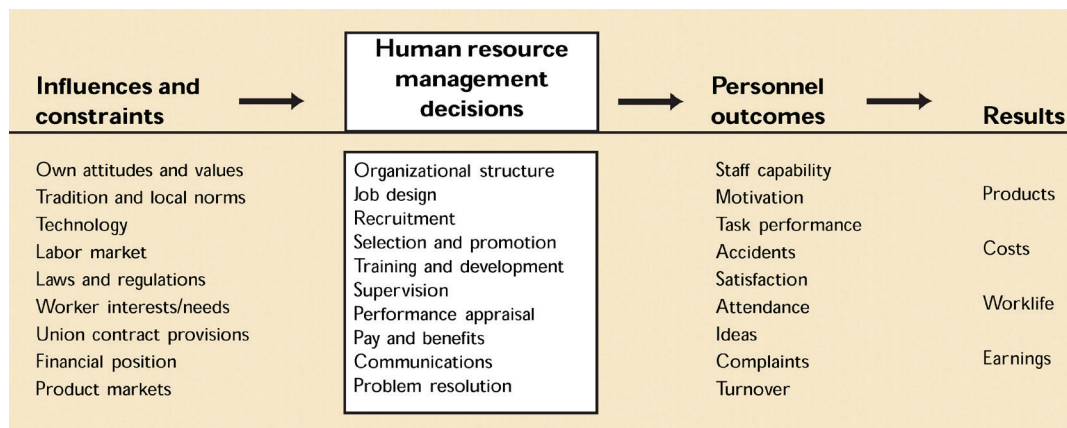 Influences and
constraints
Human resource
management
decisions
Personnel
outcomes
Results
Own attitudes and values
Tradition and local norms
Technology
Labor market
Laws and regulations
Worker interests/needs
Union contract provisions
Financial position
Product markets
Organizational structure
Job design
Recruitment
Selection and promotion
Training and development
Supervision
Performance appraisal
Pay and benefits
Communications
Problem resolution
Staff capability
Motivation
Task performance
Accidents
Satisfaction
Attendance
Ideas
Complaints
Turnover
Products
Costs
Worklife
Earnings